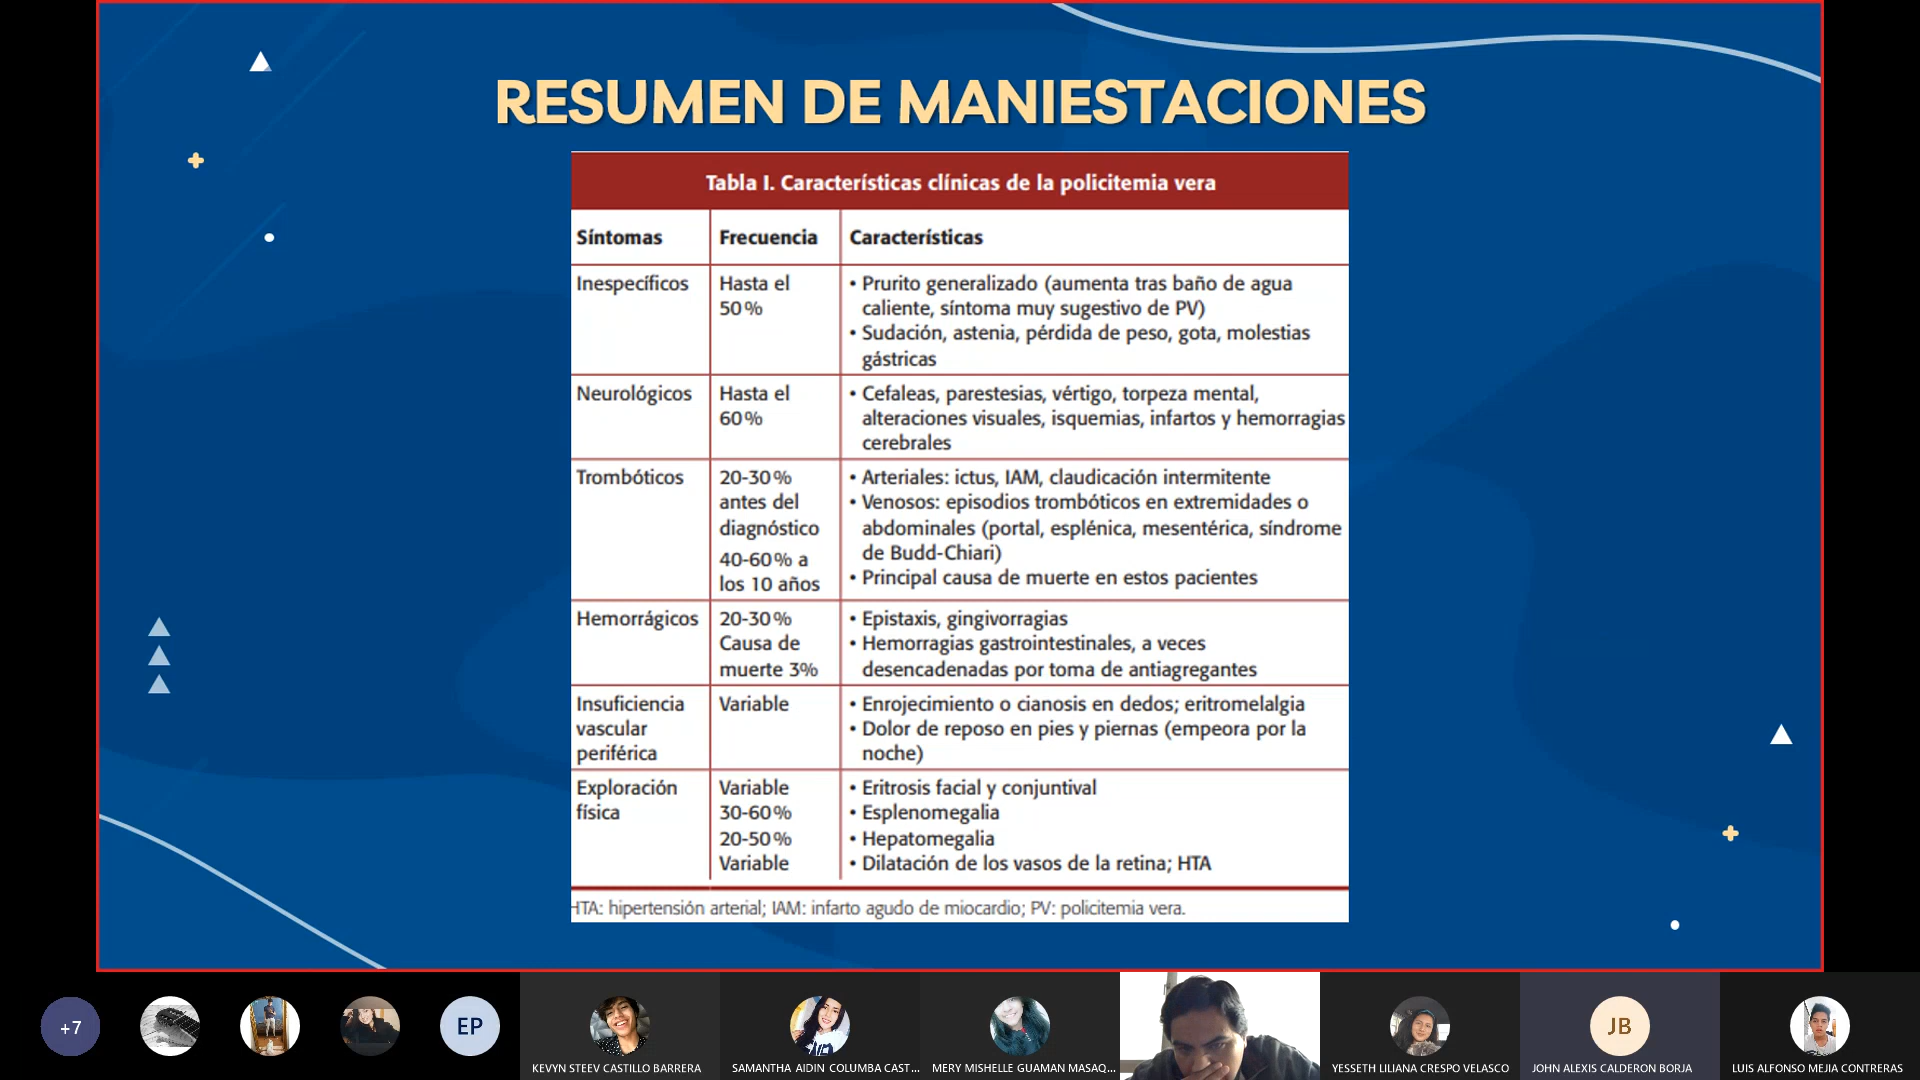 RESUMEN DE MANIESTACIONES
Tabla I. Características clínicas de la policitemia vera
Síntomas Frecuencia Características
Inespecíficos Hasta el • Prurito generalizado (aumenta tras baño de agua
50% caliente, síntoma muy sugestivo de PV)
• Sudación, astenia, pérdida de peso, gota, molestias
gástricas
Neurológicos Hasta el • Cefaleas, parestesias, vértigo, torpeza mental,
60% alteraciones visuales, isquemias, infartos y hemorragias
cerebrales
Trombóticos 20-30% • Arteriales: ictus, IAM, claudicación intermitente
antes del • Venosos: episodios trombóticos en extremidades o
diagnóstico abdominales (portal, esplénica, mesentérica, síndrome
de Budd-Chiari)
40-60% a
los 10 años • Principal causa de muerte en estos pacientes
Hemorrágicos 20-30% • Epistaxis, gingivorragias
Causa de • Hemorragias gastrointestinales, a veces
muerte 3% desencadenadas por toma de antiagregantes
Insuficiencia Variable • Enrojecimiento o cianosis en dedos; eritromelalgia
vascular • Dolor de reposo en pies y piernas (empeora por la
periférica noche)
Exploración Variable • Eritrosis facial y conjuntival
física 30-60% • Esplenomegalia
20-50% • Hepatomegalia
Variable • Dilatación de los vasos de la retina; HTA
HTA: hipertensión arterial; IAM: infarto agudo de miocardio; PV: policitemia vera.
+7 EP JB
KEVYN STEEV CASTILLO BARRERA SAMANTHA AIDIN COLUMBA CAST... MERY MISHELLE GUAMAN MASAQ... YESSETH LILIANA CRESPO VELASCO JOHN ALEXIS CALDERON BORJA LUIS ALFONSO MEJIA CONTRERAS